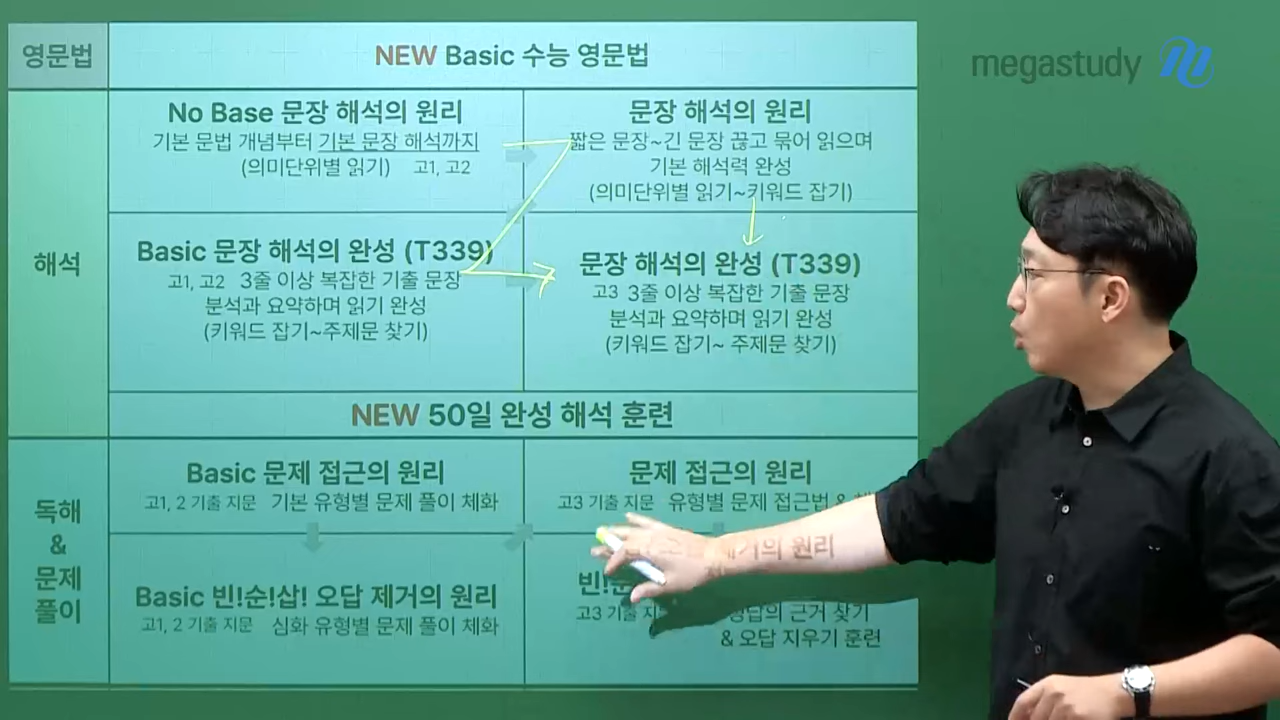 영문법
NEW Basic 수능 영문법
megastudy
해석
No Base 문장 해석의 원리
기본 문법 개념부터 기본 문장 해석까지
(의미단위별 읽기) 고1, 고2
문장 해석의 원리
짧은 문장~긴 문장 끊고 묶어 읽으며
기본 해석력 완성
(의미단위별 읽기~키워드 잡기)
Basic 문장 해석의 완성 (T339)
고1, 고2 3줄 이상 복잡한 기출 문장
분석과 요약하며 읽기 완성
(키워드 잡기~주제문 찾기)
문장 해석의 완성 (T339)
고3 3줄 이상 복잡한 기출 문장
분석과 요약하며 읽기 완성
(키워드 잡기~ 주제문 찾기)
NEW 50일 완성 해석 훈련
독해
&
문제
풀이
Basic 문제 접근의 원리
고1, 2 기출 지문 기본 유형별 문제 풀이 체화
문제 접근의 원리
고3 기출 지문 유형별 문제 접근법 &
Basic 빈!순!삽! 오답 제거의 원리
고1, 2 기출 지문 심화 유형별 문제 풀이 체화
빈!순 제거의 원리
고3 기출 정답의 근거 찾기
& 오답 지우기 훈련